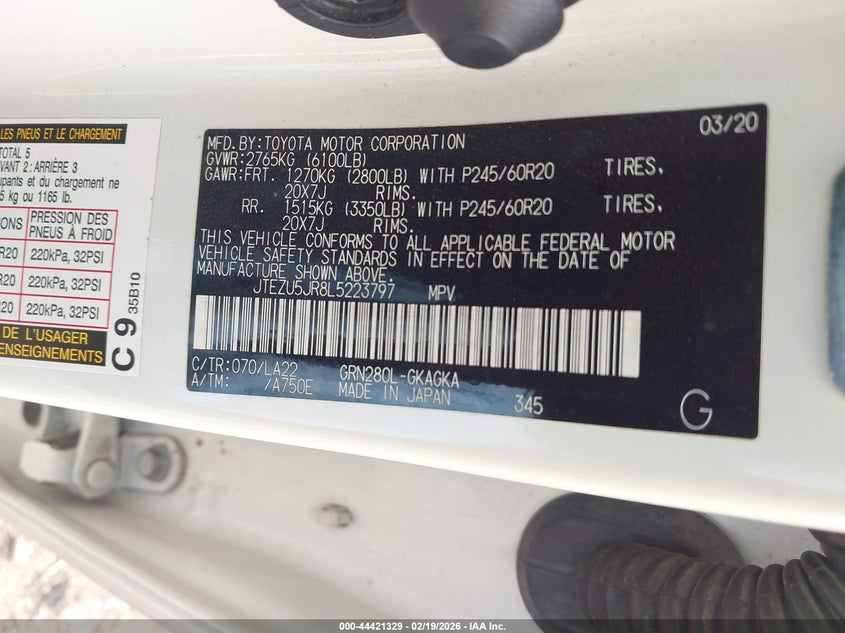 LES PNEUS ET LE CHARGEMENT
TOTAL 5
VANT 2: ARRIÈRE 3
upants et du chargement ne
5 kg ou 1165 lb.
ONS PRESSION DES PNEUS À FROID
R20 220kPa, 32PSI
R20 220kPa, 32PSI
R20 220kPa, 32PSI
DE L'USAGER
ENSEIGNEMENTS
C 9 35B10
03/20
MFD. BY: TOYOTA MOTOR CORPORATION
GVWR: 2765KG (6100LB)
GAWR: FRT. 1270KG (2800LB) WITH P245/60R20 TIRES.
20X7J RIMS.
RR. 1515KG (3350LB) WITH P245/60R20 TIRES.
20X7J RIMS.
THIS VEHICLE CONFORMS TO ALL APPLICABLE FEDERAL MOTOR
VEHICLE SAFETY STANDARDS IN EFFECT ON THE DATE OF
MANUFACTURE SHOWN ABOVE.
JTEZU5JR8L5223797 MPV
C/TR: 070/LA22 GRN280L-GKAGKA
A/TM: /A750E MADE IN JAPAN 345
G
000-44421329 - 02/19/2026 - IAA Inc.